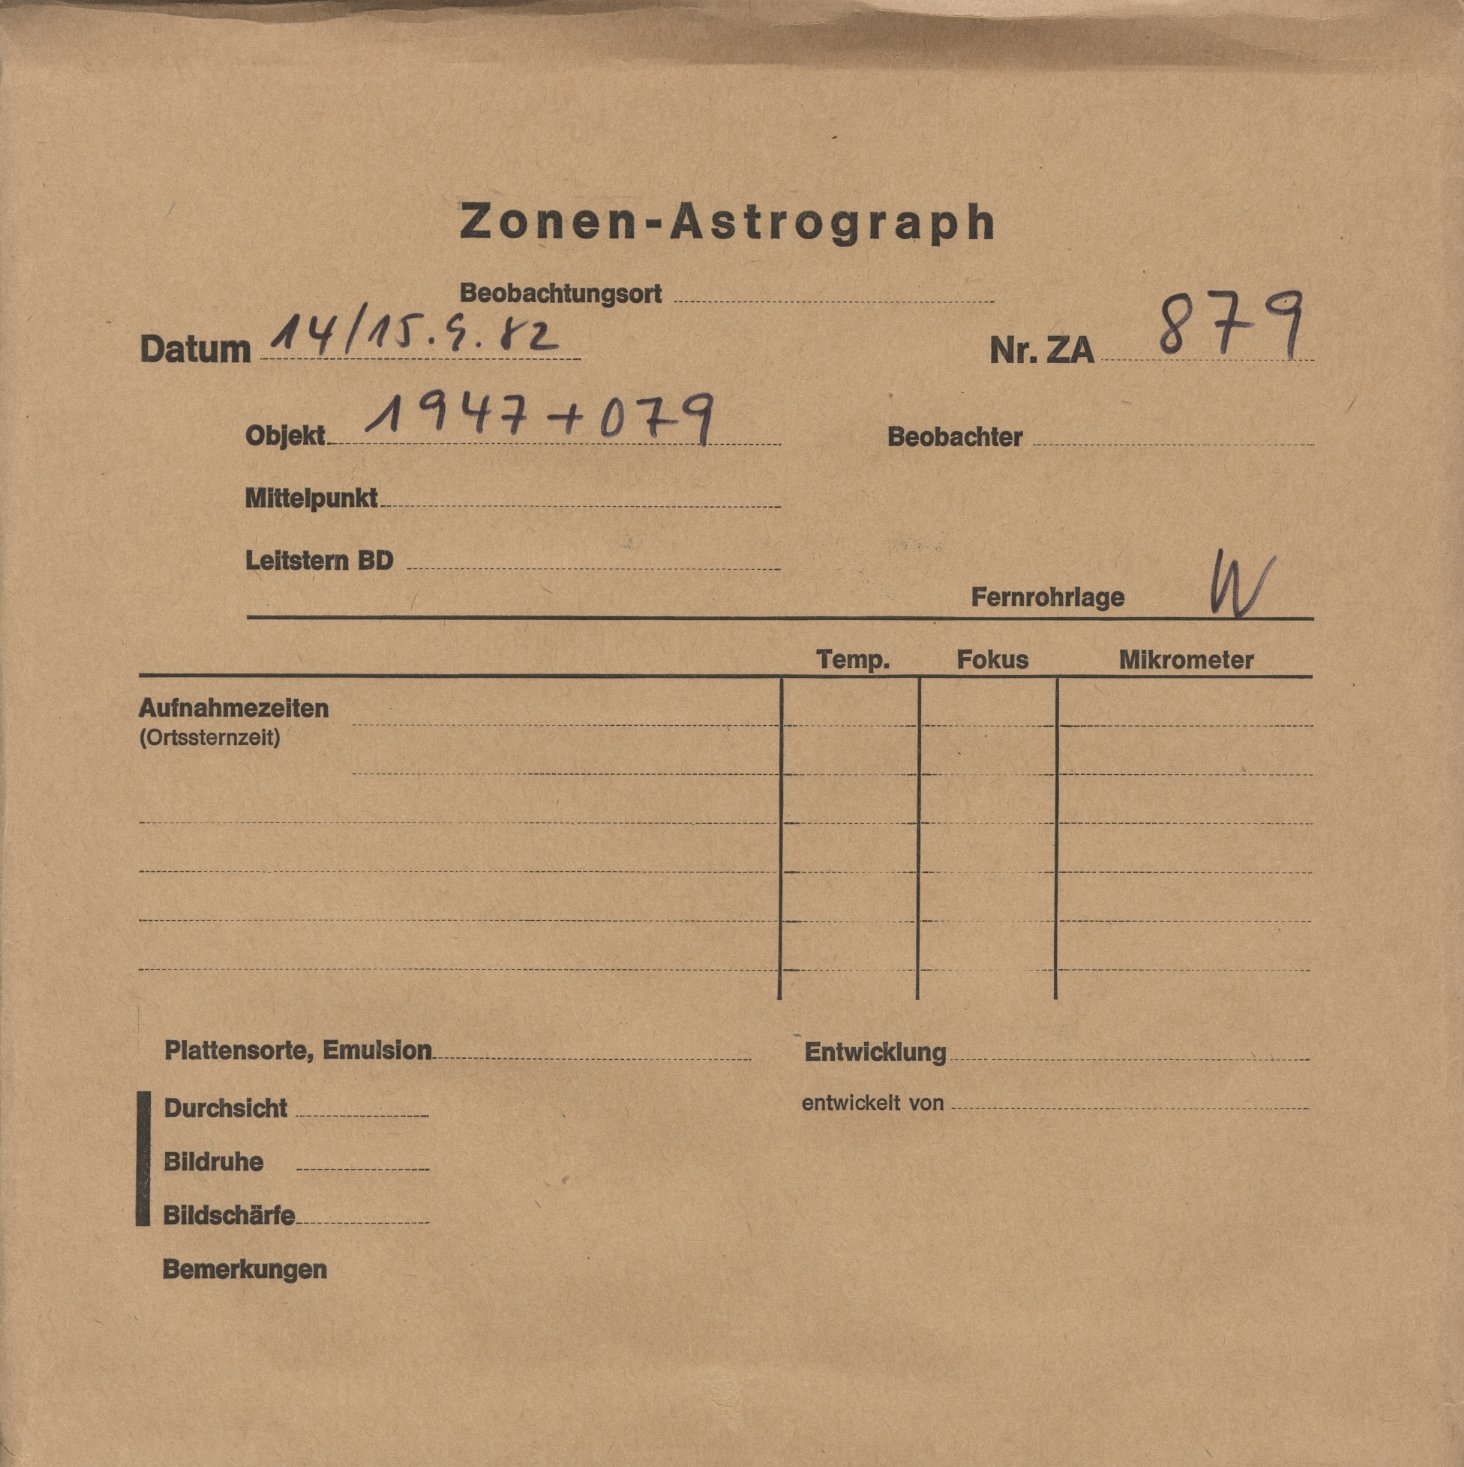 Zonen-Astrograph
Beobachtungsort
Datum 14/15.9.82
Nr. ZA 879
Objekt 1947+079
Beobachter
Mittelpunkt
Leitstern BD
Fernrohrlage W
Temp. Fokus Mikrometer
Aufnahmezeiten
(Ortssternzeit)
Plattensorte, Emulsion
Entwicklung
Durchsicht
entwickelt von
Bildruhe
Bildschärfe
Bemerkungen